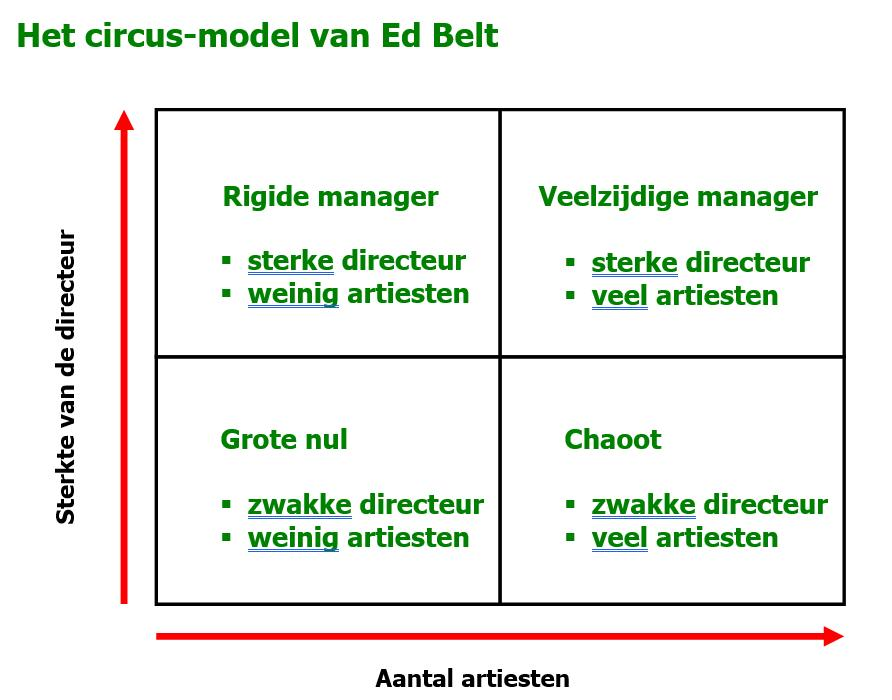 Het circus-model van Ed Belt
Sterkte van de directeur
Rigide manager
▪ sterke directeur
▪ weinig artiesten
Veelzijdige manager
▪ sterke directeur
▪ veel artiesten
Grote nul
▪ zwakke directeur
▪ weinig artiesten
Chaoot
▪ zwakke directeur
▪ veel artiesten
Aantal artiesten